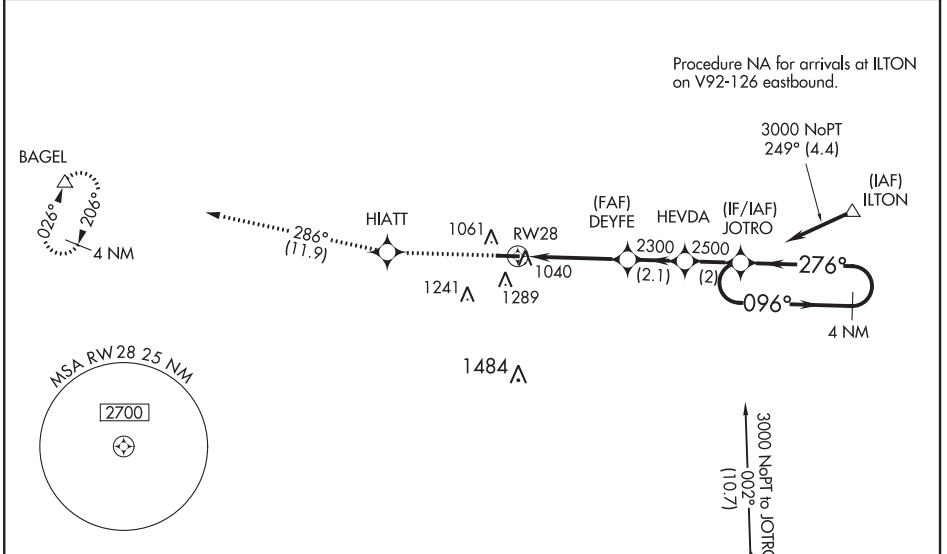 Procedure NA for arrivals at ILTON
on V92-126 eastbound.
3000 NoPT
249° (4.4)
(IAF)
ILTON
BAGEL
026°
206°
4 NM
286°
(11.9)
HIATT
1061
RW28
1040
1241
1289
(FAF)
DEYFE
2300
(2.1)
HEVDA
2500
(2)
(IF/IAF)
JOTRO
276°
096°
4 NM
1484
MSA RW 28 25 NM
2700
3000 NoPT to JOTRO
002°
(10.7)